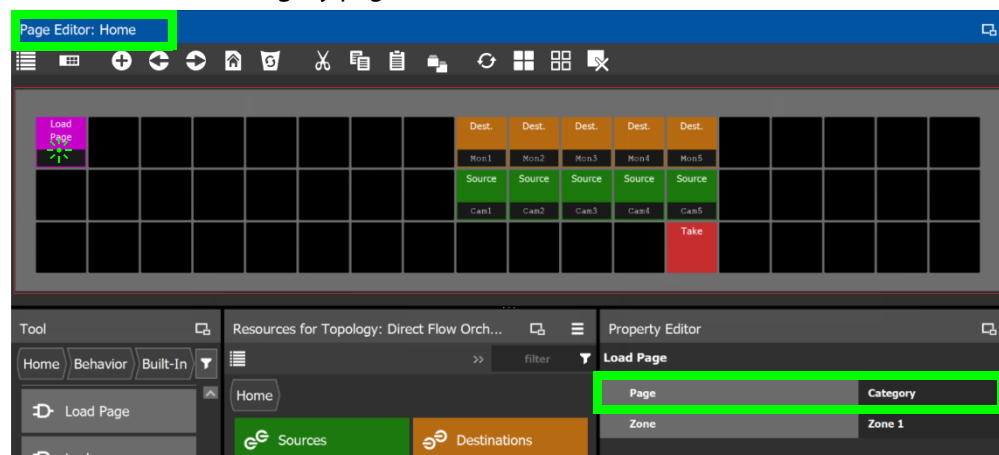 Page Editor: Home
Load Page
Dest. Dest. Dest. Dest. Dest.
Mon1 Mon2 Mon3 Mon4 Mon5
Source Source Source Source Source
Cam1 Cam2 Cam3 Cam4 Cam5
Take
Tool
Home Behavior Built-In
Load Page
Resources for Topology: Direct Flow Orch...
>> filter
Home
Sources Destinations
Property Editor
Load Page
Page Category
Zone Zone 1